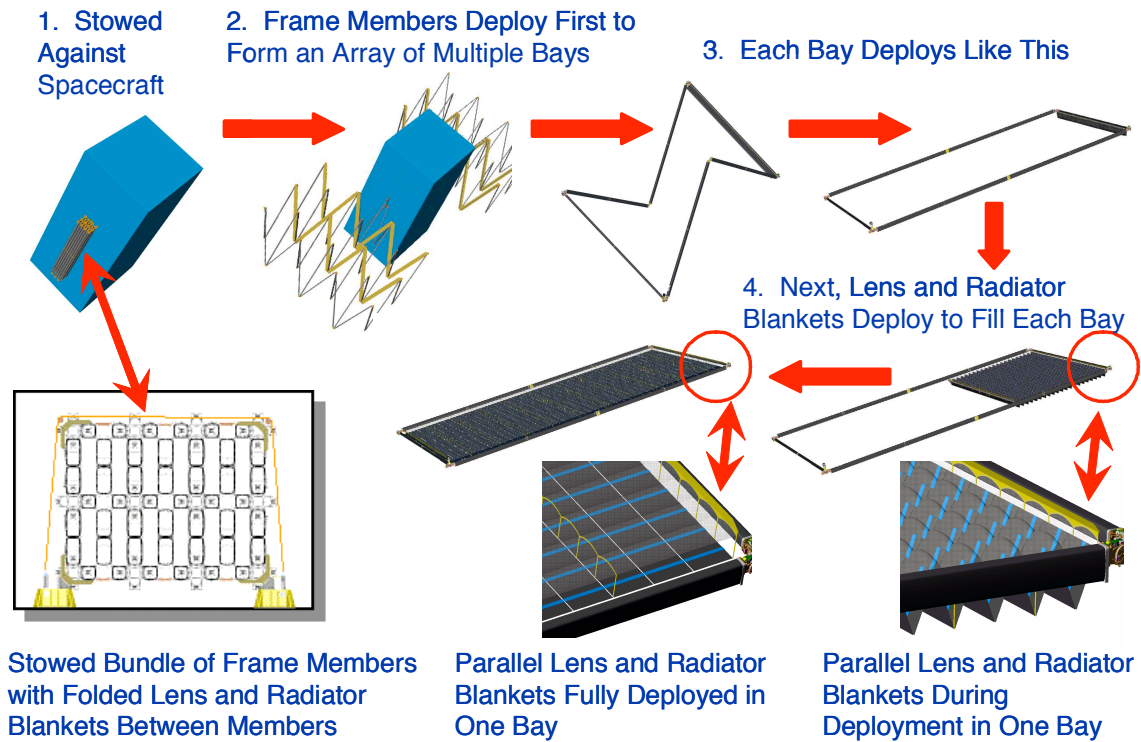 1. Stowed
Against
Spacecraft
2. Frame Members Deploy First to
Form an Array of Multiple Bays
3. Each Bay Deploys Like This
4. Next, Lens and Radiator
Blankets Deploy to Fill Each Bay
Stowed Bundle of Frame Members
with Folded Lens and Radiator
Blankets Between Members
Parallel Lens and Radiator
Blankets Fully Deployed in
One Bay
Parallel Lens and Radiator
Blankets During
Deployment in One Bay